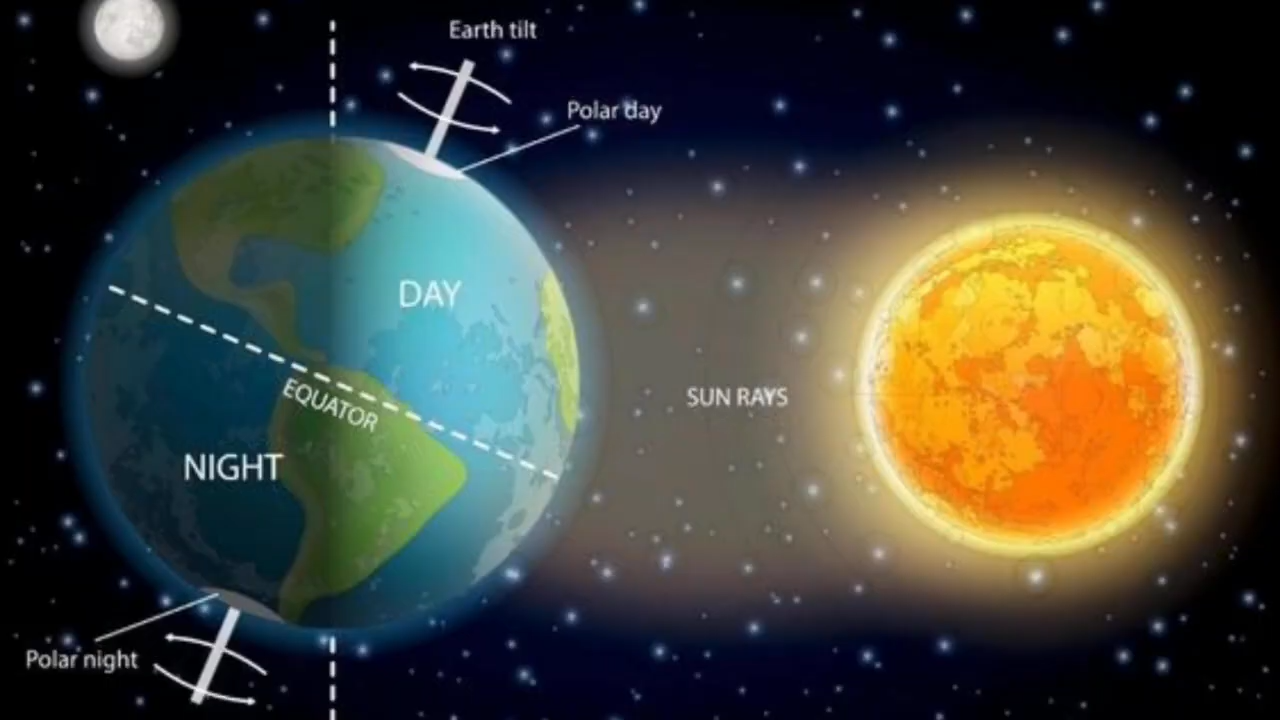 Earth tilt
Polar day
DAY
SUN RAYS
EQUATOR
NIGHT
Polar night